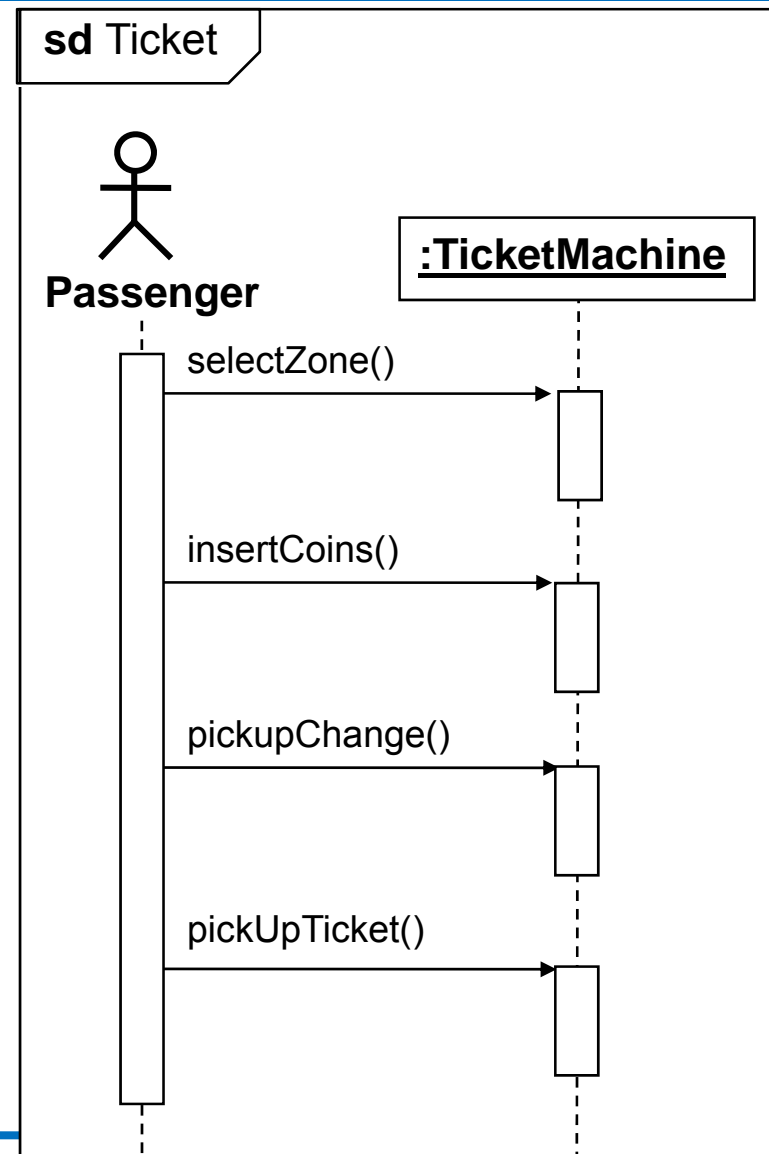 sd Ticket
:TicketMachine
Passenger
selectZone()
insertCoins()
pickupChange()
pickUpTicket()